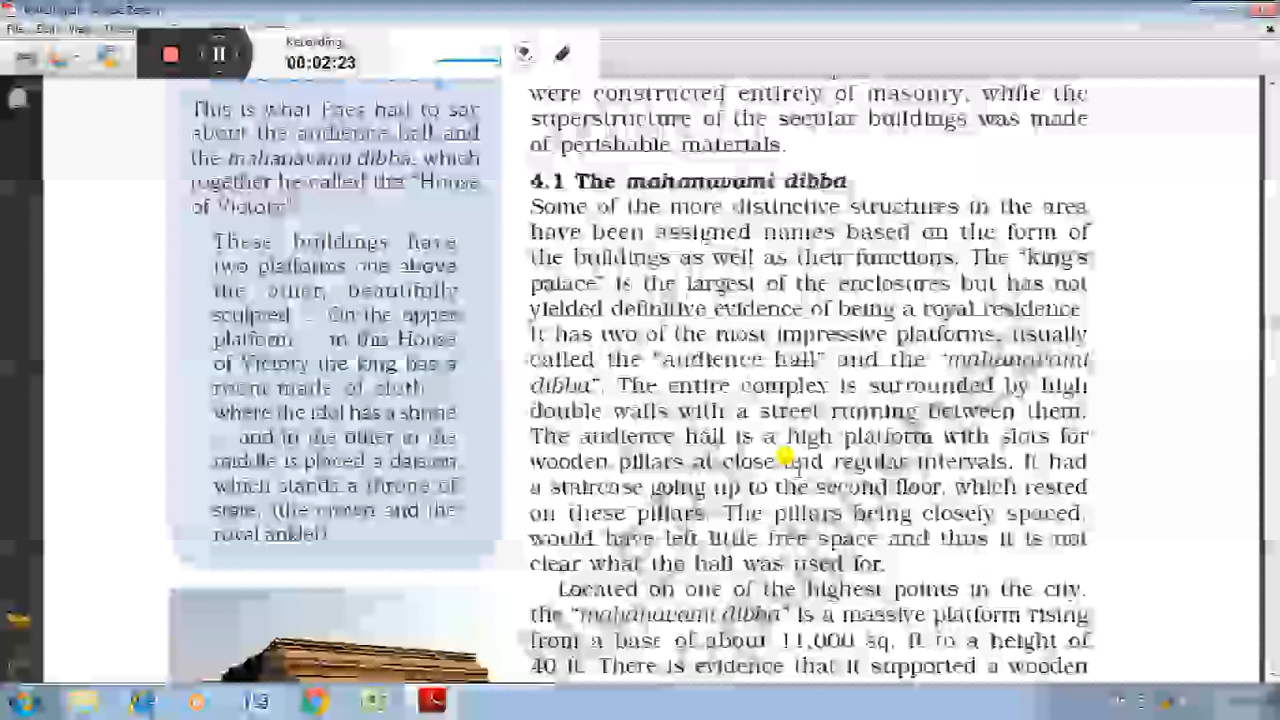 Recording
00:02:23
This is what Paes had to say
about the audience hall and
the mahanavami dibba, which
together he called the "House
of Victory"
These buildings have
two platforms one above
the other, beautifully
sculpted ... On the upper
platform ... in this House
of Victory the king has a
room made of cloth ...
where the idol has a shrine
... and in the other in the
middle is placed a
which stands a throne of
state, (the crown and the
royal anklet)
were constructed entirely of masonry, while the
superstructure of the secular buildings was made
of perishable materials.
4.1 The mahanavami dibba
Some of the more distinctive structures in the area
have been assigned names based on the form of
the buildings as well as their functions. The "king's
palace" is the largest of the enclosures but has not
yielded definitive evidence of being a royal residence.
It has two of the most impressive platforms, usually
called the "audience hall" and the "mahanavami
dibba". The entire complex is surrounded by high
double walls with a street running between them.
The audience hall is a high platform with slots for
wooden pillars at close and regular intervals. It had
a staircase going up to the second floor, which rested
on these pillars. The pillars being closely spaced,
would have left little free space and thus it is not
clear what the hall was used for.
Located on one of the highest points in the city,
the "mahanavami dibba" is a massive platform rising
from a base of about 11,000 sq. ft to a height of
40 ft. There is evidence that it supported a wooden